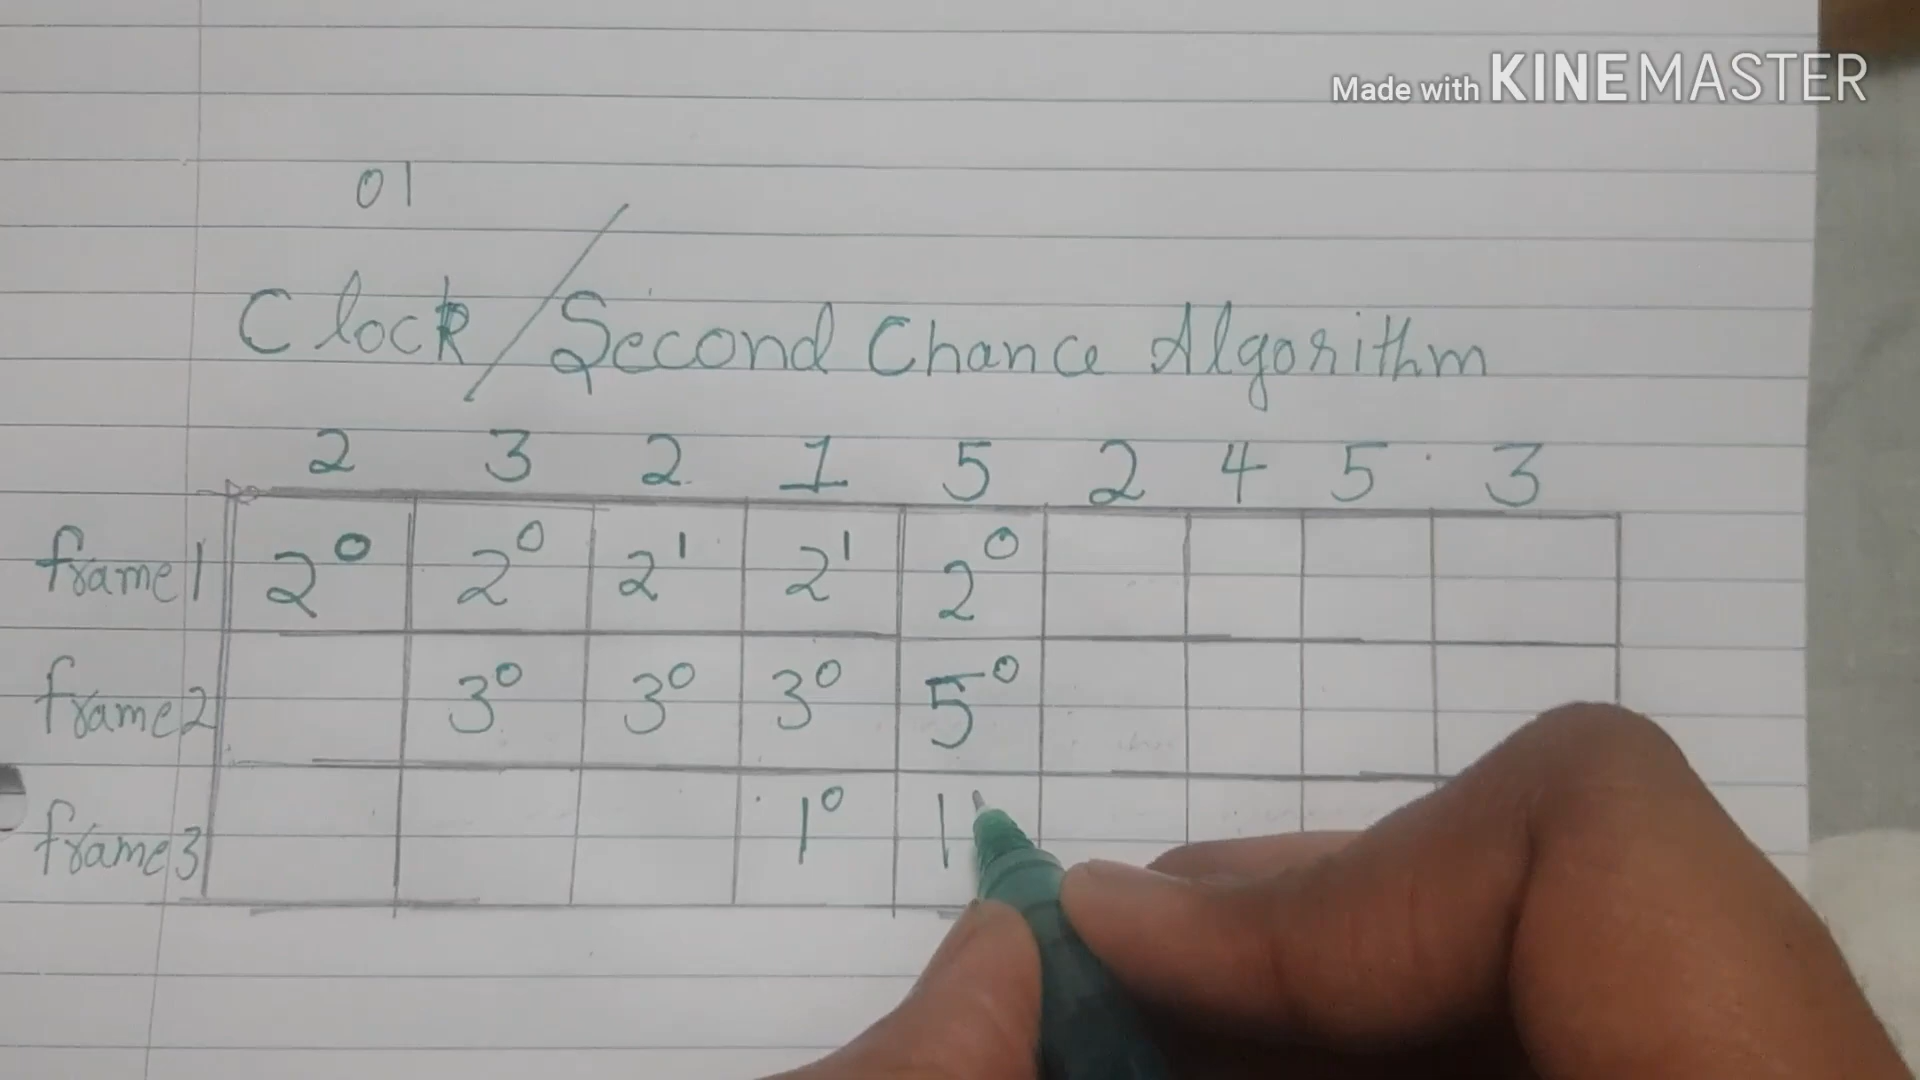 Made with KINEMASTER
01
Clock/Second Chance Algorithm
2 3 2 1 5 2 4 5 3
frame1 2⁰ 2⁰ 2¹ 2¹ 2⁰
frame2 3⁰ 3⁰ 3⁰ 5⁰
frame3 1⁰ 1